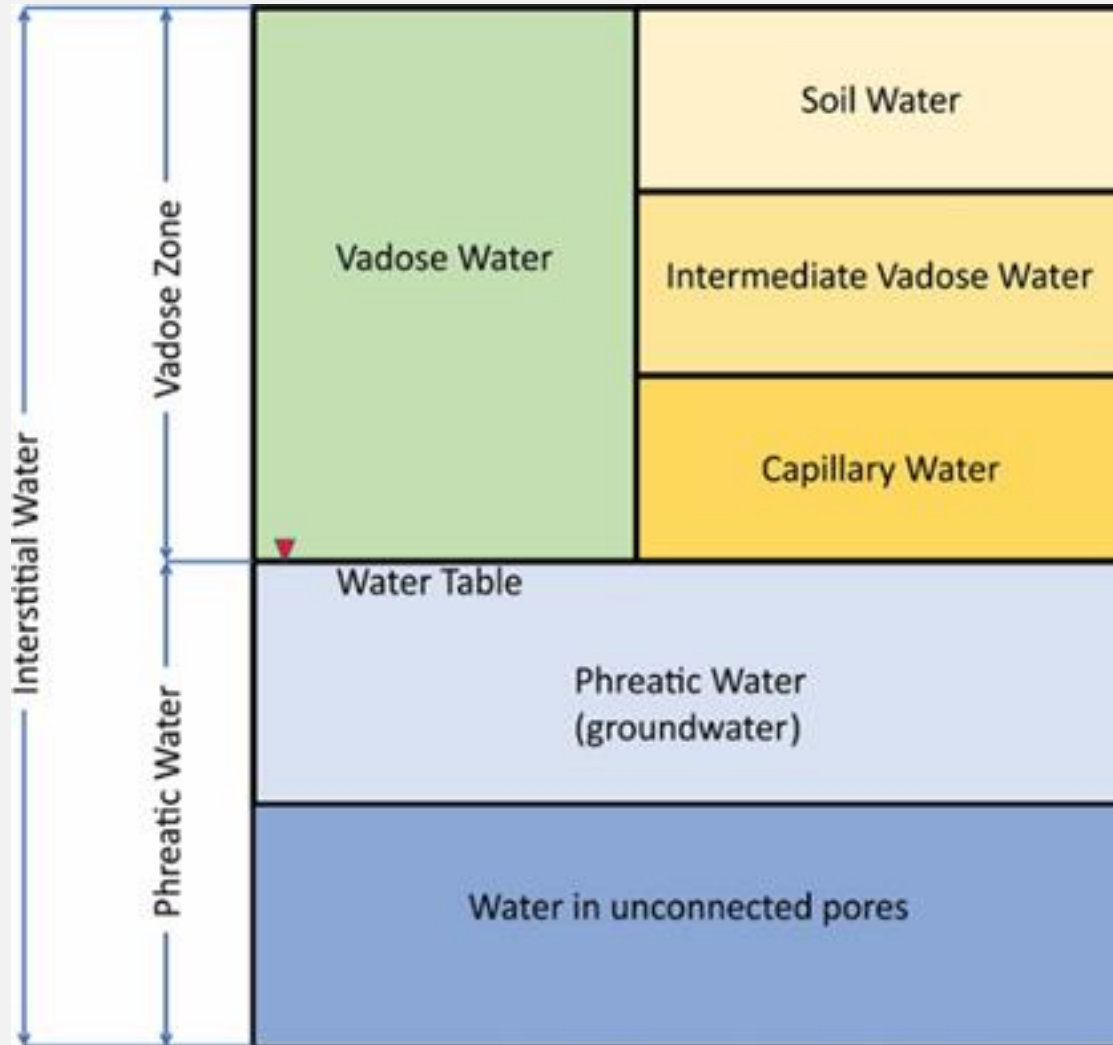 Interstitial Water
Vadose Zone
Phreatic Water
Vadose Water
Soil Water
Intermediate Vadose Water
Capillary Water
Water Table
Phreatic Water
(groundwater)
Water in unconnected pores